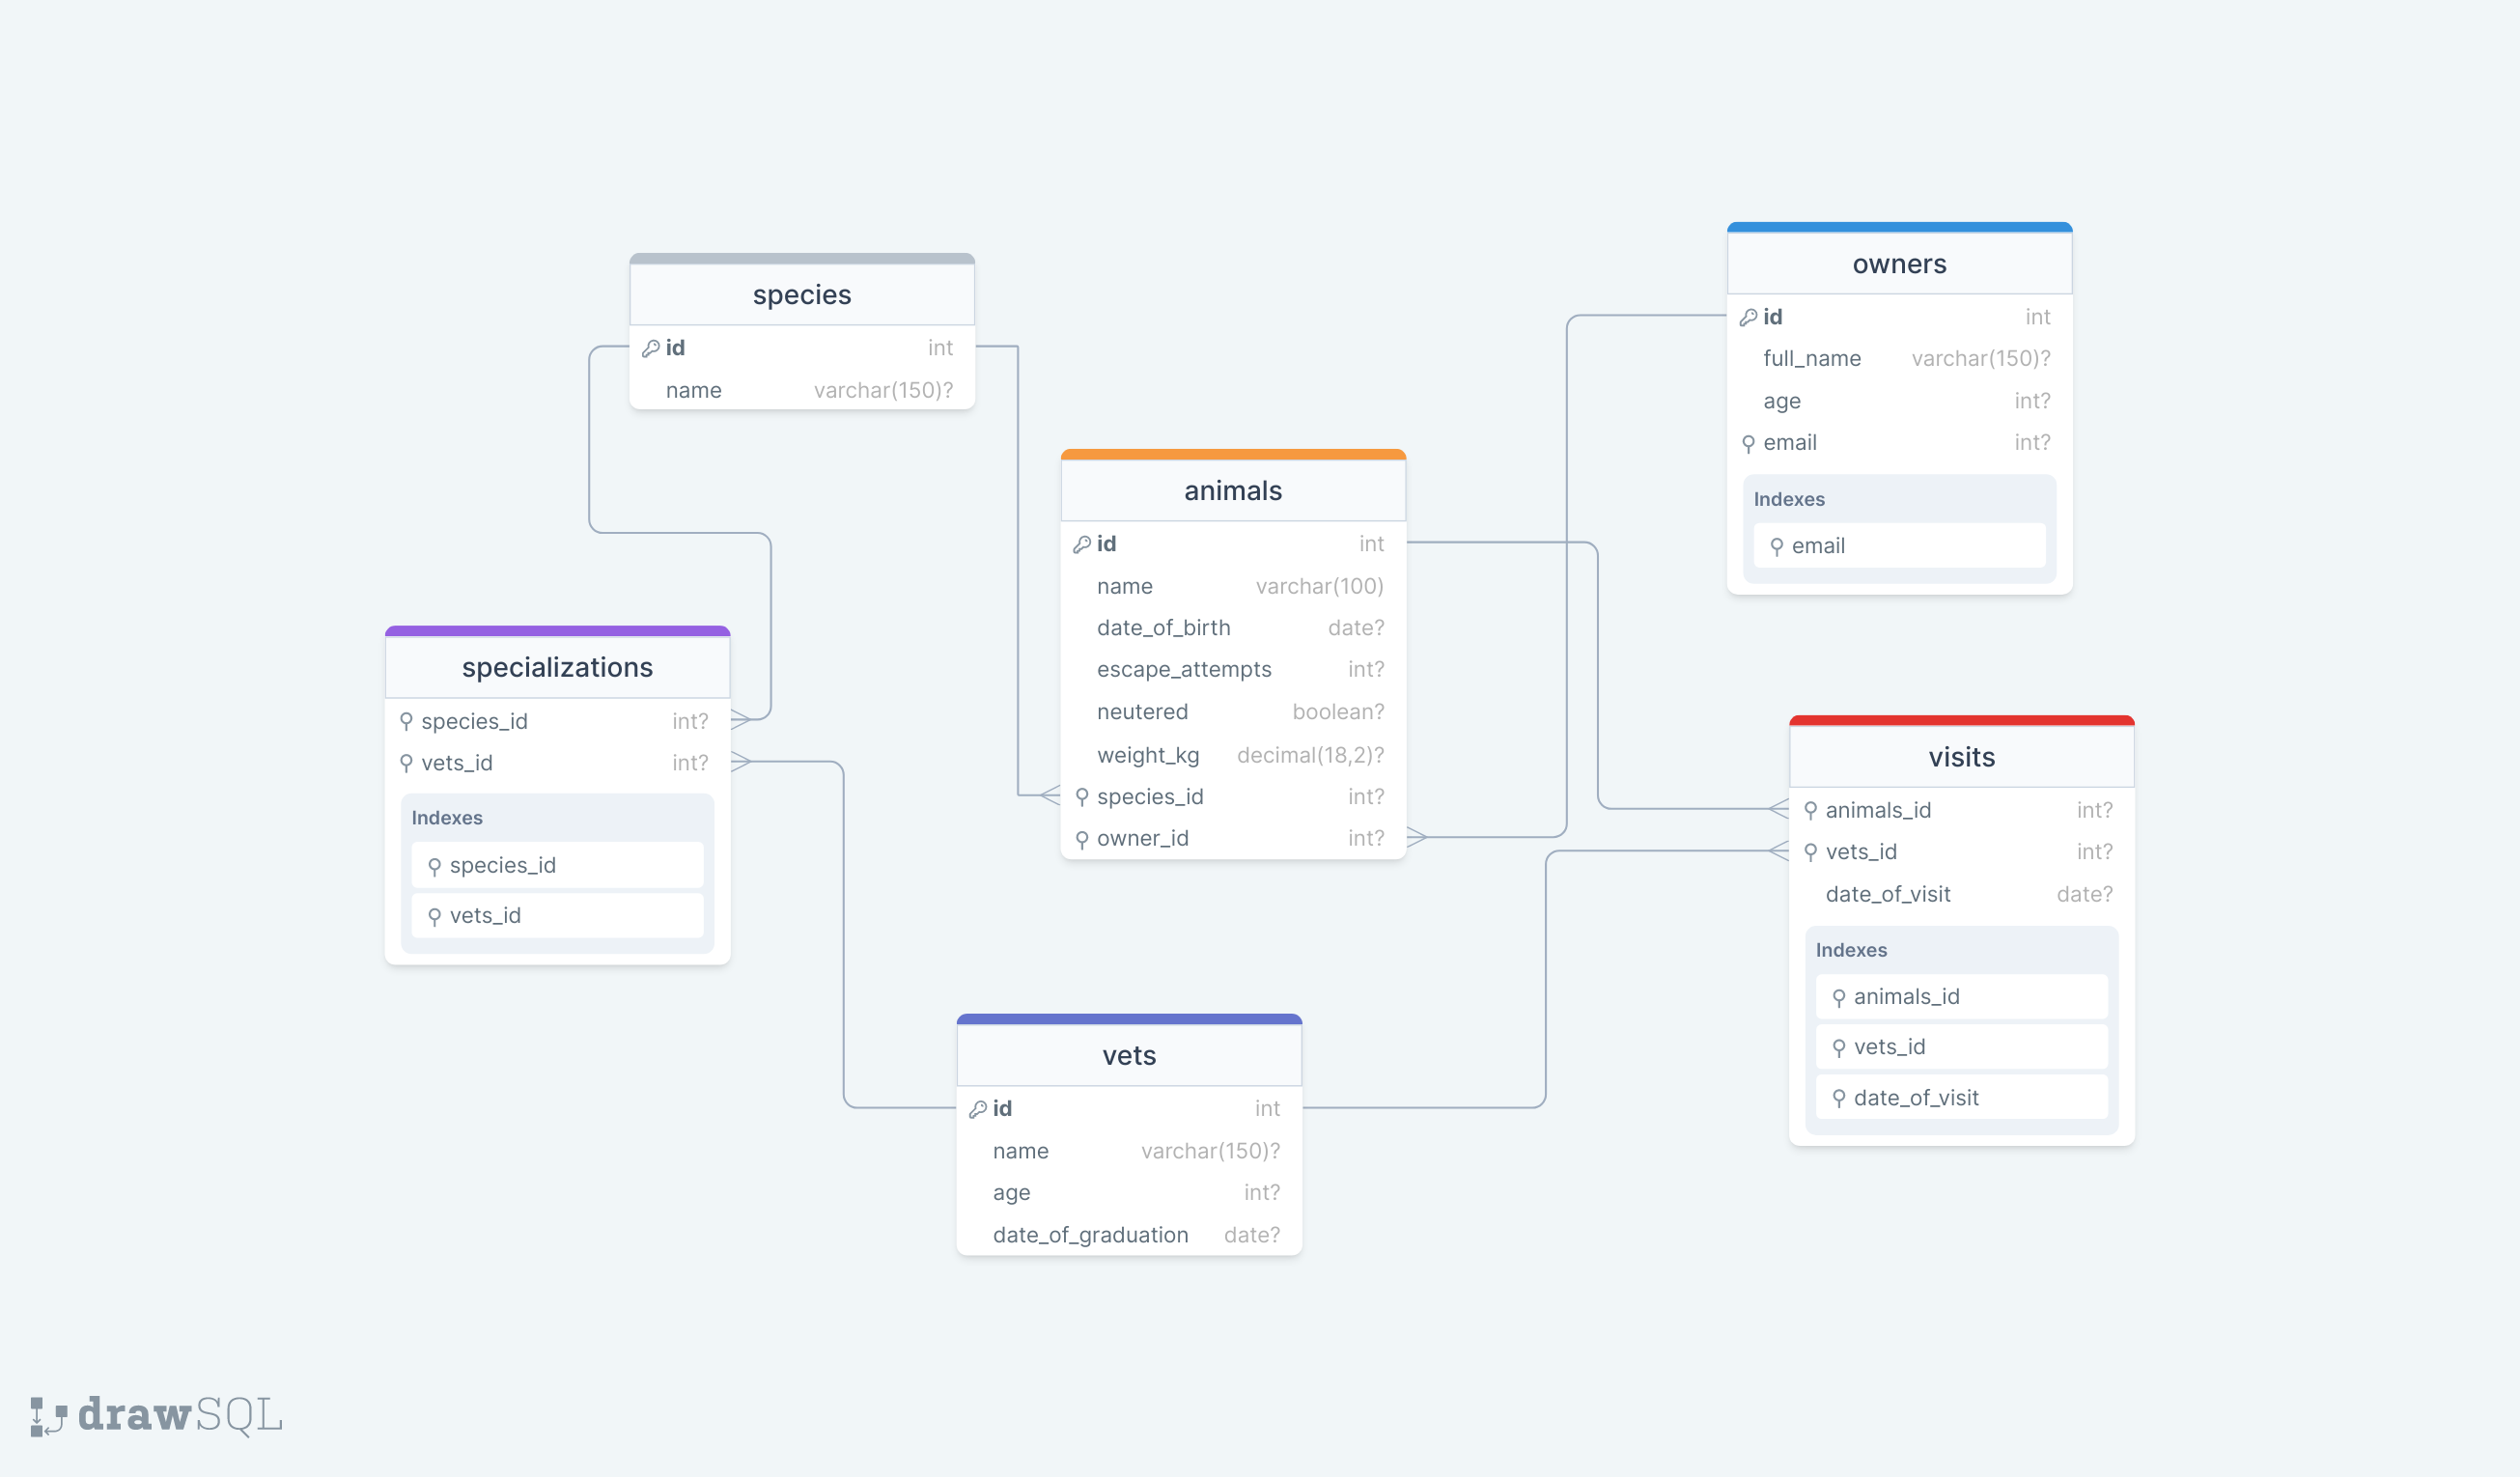 species
id int
name varchar(150)?
owners
id int
full_name varchar(150)?
age int?
email int?
Indexes
email
animals
id int
name varchar(100)
date_of_birth date?
escape_attempts int?
neutered boolean?
weight_kg decimal(18,2)?
species_id int?
owner_id int?
specializations
species_id int?
vets_id int?
Indexes
species_id
vets_id
visits
animals_id int?
vets_id int?
date_of_visit date?
Indexes
animals_id
vets_id
date_of_visit
vets
id int
name varchar(150)?
age int?
date_of_graduation date?
drawSQL